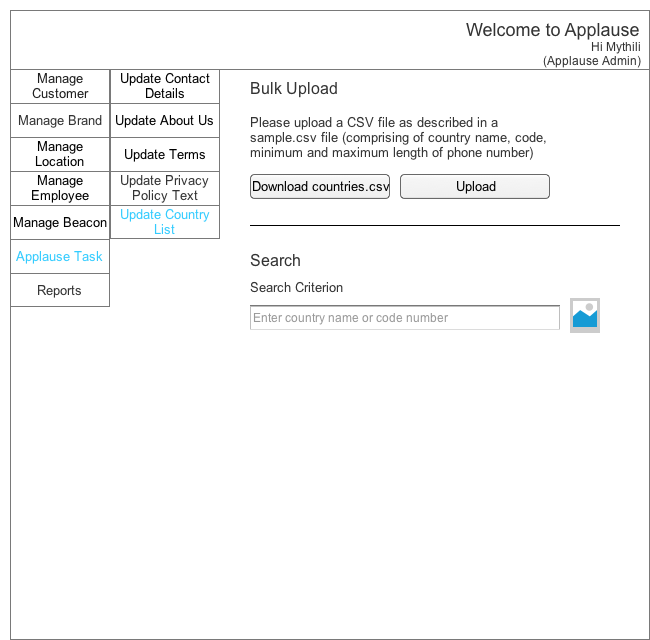 Welcome to Applause
Hi Mythili
(Applause Admin)
Manage
Customer
Manage Brand
Manage
Location
Manage
Employee
Manage Beacon
Applause Task
Reports
Update Contact
Details
Update About Us
Update Terms
Update Privacy
Policy Text
Update Country
List
Bulk Upload
Please upload a CSV file as described in a
sample.csv file (comprising of country name, code,
minimum and maximum length of phone number)
Download countries.csv
Upload
Search
Search Criterion
Enter country name or code number